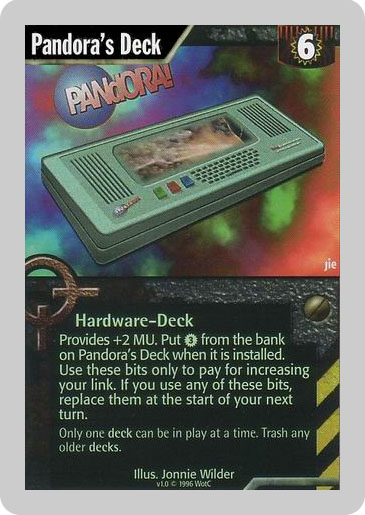 Pandora's Deck
6
PANdORA!
jie
Hardware–Deck
Provides +2 MU. Put 3 from the bank
on Pandora's Deck when it is installed.
Use these bits only to pay for increasing
your link. If you use any of these bits,
replace them at the start of your next
turn.
Only one deck can be in play at a time. Trash any
older decks.
Illus. Jonnie Wilder
v1.0 © 1996 WotC